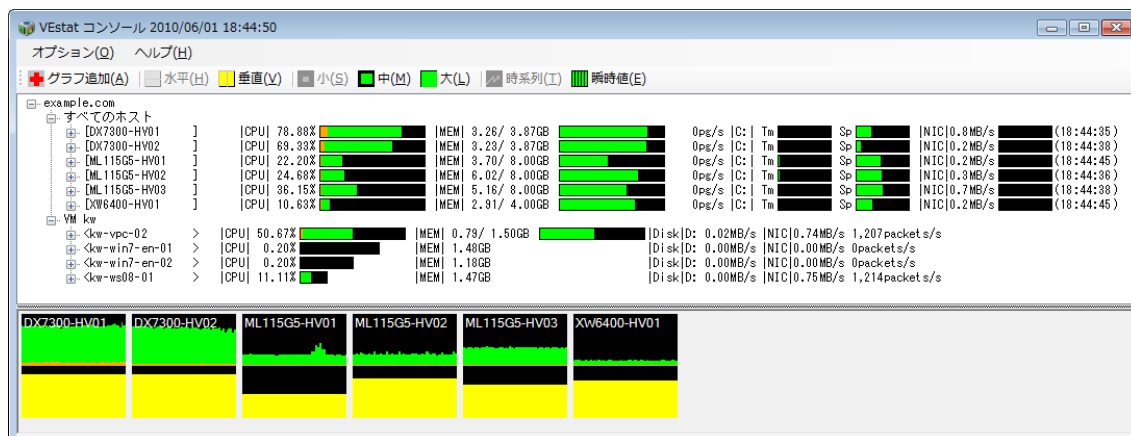 VEstat コンソール 2010/06/01 18:44:50
オプション(O) ヘルプ(H)
グラフ追加(A) 水平(H) 垂直(V) 小(S) 中(M) 大(L) 時系列(T) 瞬時値(E)
example.com
すべてのホスト
[DX7300-HV01 ] |CPU| 78.88% |MEM| 3.26/ 3.87GB 0pg/s |C:| Tm Sp |NIC|0.8MB/s (18:44:35)
[DX7300-HV02 ] |CPU| 69.33% |MEM| 3.23/ 3.87GB 0pg/s |C:| Tm Sp |NIC|0.2MB/s (18:44:38)
[ML115G5-HV01 ] |CPU| 22.20% |MEM| 3.70/ 8.00GB 0pg/s |C:| Tm Sp |NIC|0.2MB/s (18:44:45)
[ML115G5-HV02 ] |CPU| 24.68% |MEM| 6.02/ 8.00GB 0pg/s |C:| Tm Sp |NIC|0.3MB/s (18:44:36)
[ML115G5-HV03 ] |CPU| 36.15% |MEM| 5.16/ 8.00GB 0pg/s |C:| Tm Sp |NIC|0.7MB/s (18:44:38)
[XW6400-HV01 ] |CPU| 10.63% |MEM| 2.91/ 4.00GB 0pg/s |C:| Tm Sp |NIC|0.2MB/s (18:44:45)
VM kw
<kw-vpc-02 > |CPU| 50.67% |MEM| 0.79/ 1.50GB |Disk|D: 0.02MB/s |NIC|0.74MB/s 1,207packets/s
<kw-win7-en-01 > |CPU| 0.20% |MEM| 1.48GB |Disk|D: 0.00MB/s |NIC|0.00MB/s 0packets/s
<kw-win7-en-02 > |CPU| 0.20% |MEM| 1.18GB |Disk|D: 0.00MB/s |NIC|0.00MB/s 0packets/s
<kw-ws08-01 > |CPU| 11.11% |MEM| 1.47GB |Disk|D: 0.00MB/s |NIC|0.75MB/s 1,214packets/s
DX7300-HV01 DX7300-HV02 ML115G5-HV01 ML115G5-HV02 ML115G5-HV03 XW6400-HV01